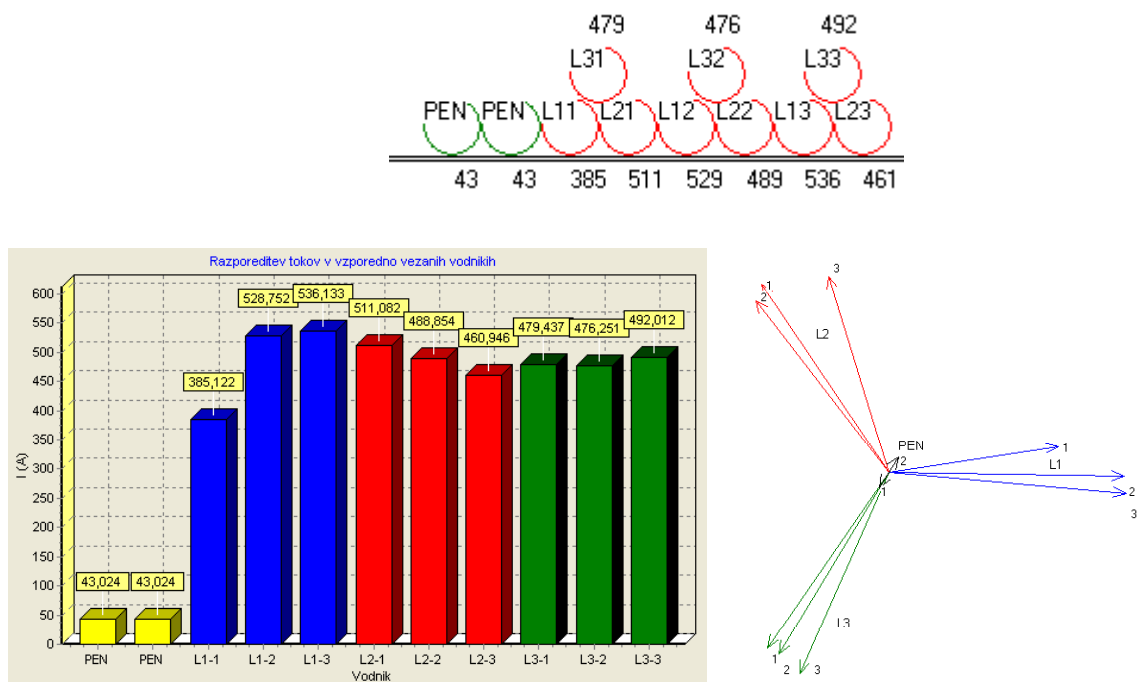 479 476 492
L31 L32 L33
PEN PEN L11 L21 L12 L22 L13 L23
43 43 385 511 529 489 536 461
Razporeditev tokov v vzporedno vezanih vodnikih
I (A)
600
550
500
450
400
350
300
250
200
150
100
50
0
43,024
43,024
385,122
528,752
536,133
511,082
488,854
460,946
479,437
476,251
492,012
PEN PEN L1-1 L1-2 L1-3 L2-1 L2-2 L2-3 L3-1 L3-2 L3-3
Vodnik
3
1
2
L2
PEN
2
1
1
L1
2
3
L3
1
2
3